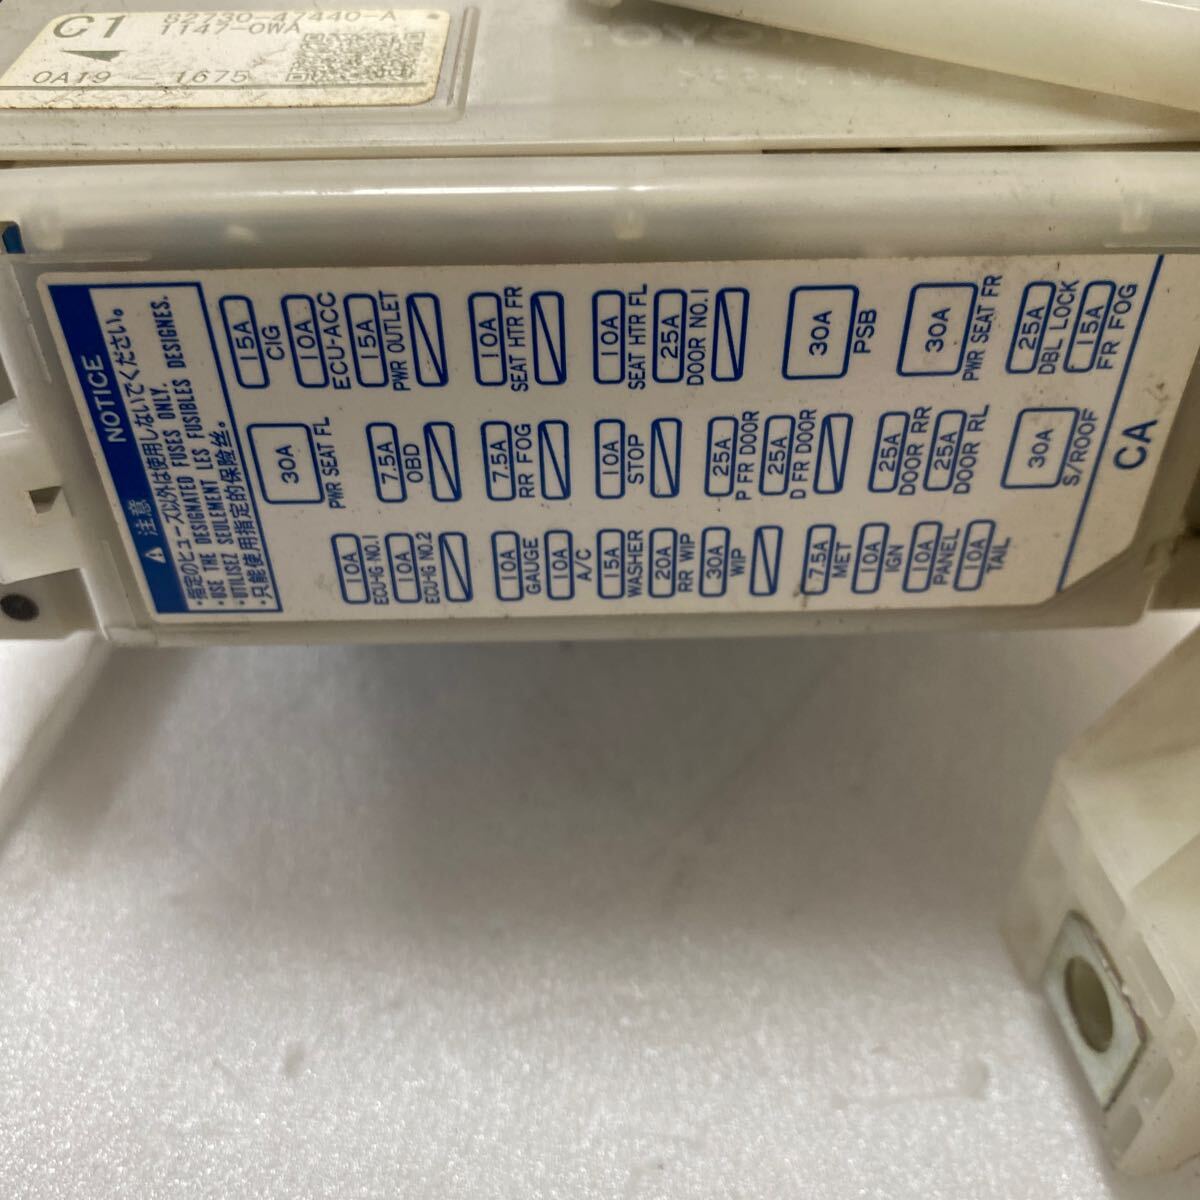 C1
82730-47440-A
1147-0WA
0A19 - 1675
TOYO
⚠ 注意 NOTICE
・指定のヒューズ以外は使用しないでください。
・USE THE DESIGNATED FUSES ONLY.
・UTILISEZ SEULEMENT LES FUSIBLES DESIGNES.
・只能使用指定的保险丝。
15A
CIG
10A
ECU-ACC
15A
PWR OUTLET
10A
SEAT HTR FR
10A
SEAT HTR FL
25A
DOOR NO.1
30A
PSB
30A
PWR SEAT FR
25A
DBL LOCK
15A
FR FOG
30A
PWR SEAT FL
7.5A
OBD
7.5A
RR FOG
10A
STOP
25A
P FR DOOR
25A
D FR DOOR
25A
DOOR RR
25A
DOOR RL
30A
S/ROOF
10A
ECU-IG NO.1
10A
ECU-IG NO.2
10A
GAUGE
10A
A/C
15A
WASHER
20A
RR WIP
30A
WIP
7.5A
MET
10A
IGN
10A
PANEL
10A
TAIL
CA